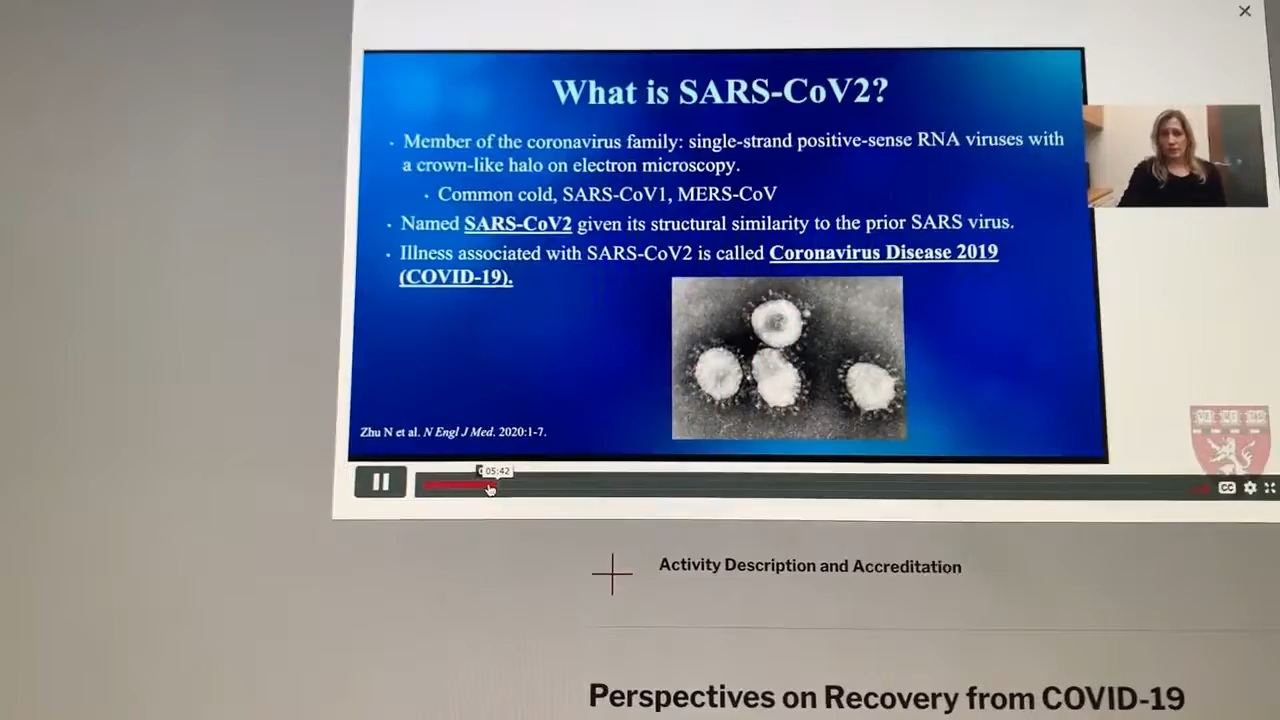 What is SARS-CoV2?
· Member of the coronavirus family: single-strand positive-sense RNA viruses with
a crown-like halo on electron microscopy.
· Common cold, SARS-CoV1, MERS-CoV
· Named SARS-CoV2 given its structural similarity to the prior SARS virus.
· Illness associated with SARS-CoV2 is called Coronavirus Disease 2019
(COVID-19).
Zhu N et al. N Engl J Med. 2020:1-7.
05:42
CC
Activity Description and Accreditation
Perspectives on Recovery from COVID-19